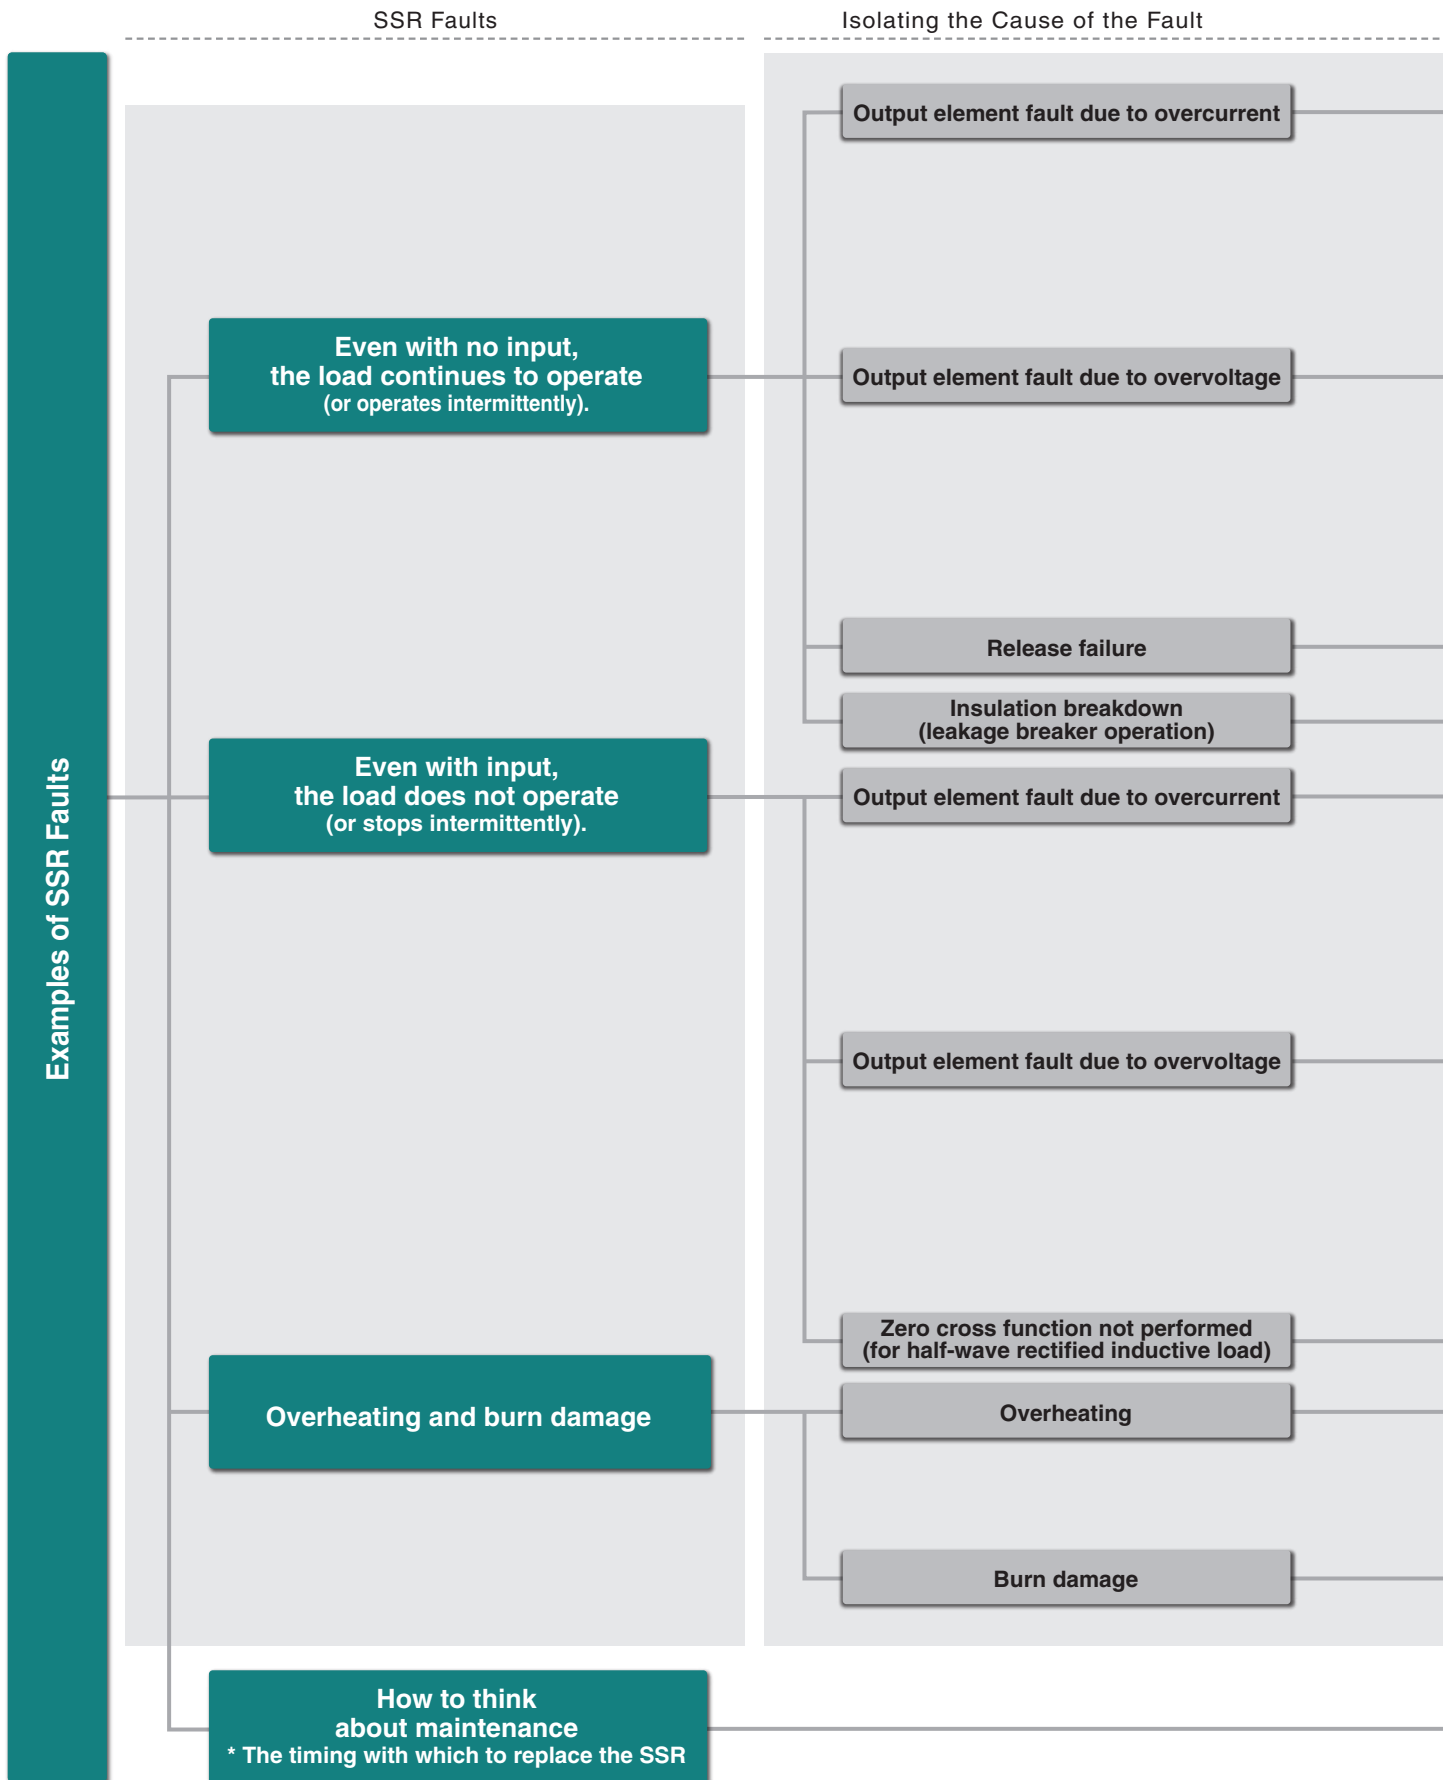 SSR Faults
Isolating the Cause of the Fault
Examples of SSR Faults
Even with no input,
the load continues to operate
(or operates intermittently).
Output element fault due to overcurrent
Output element fault due to overvoltage
Release failure
Insulation breakdown
(leakage breaker operation)
Even with input,
the load does not operate
(or stops intermittently).
Output element fault due to overcurrent
Output element fault due to overvoltage
Zero cross function not performed
(for half-wave rectified inductive load)
Overheating and burn damage
Overheating
Burn damage
How to think
about maintenance
* The timing with which to replace the SSR